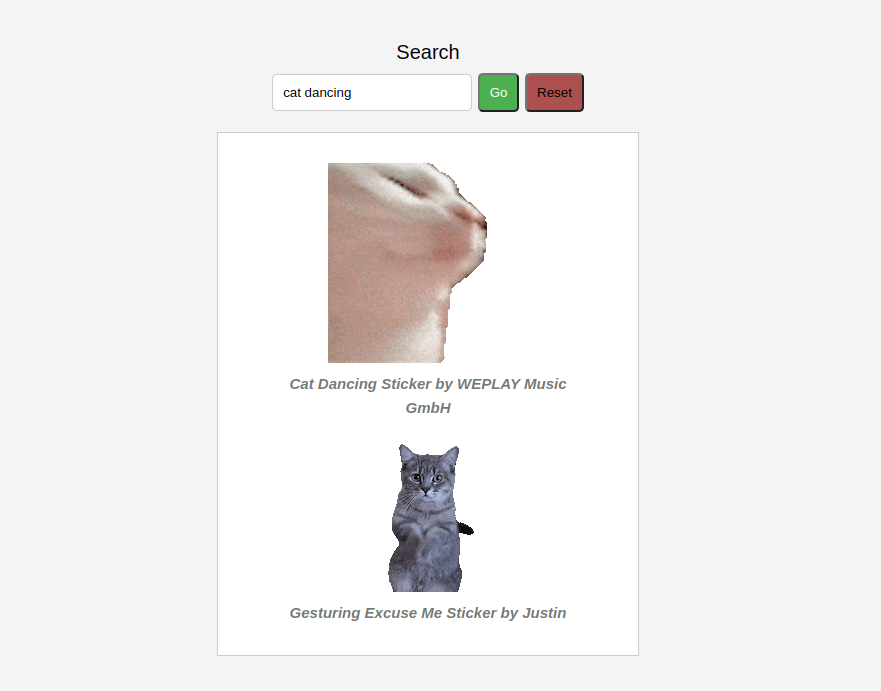 Search
cat dancing
Go
Reset
Cat Dancing Sticker by WEPLAY Music
GmbH
Gesturing Excuse Me Sticker by Justin